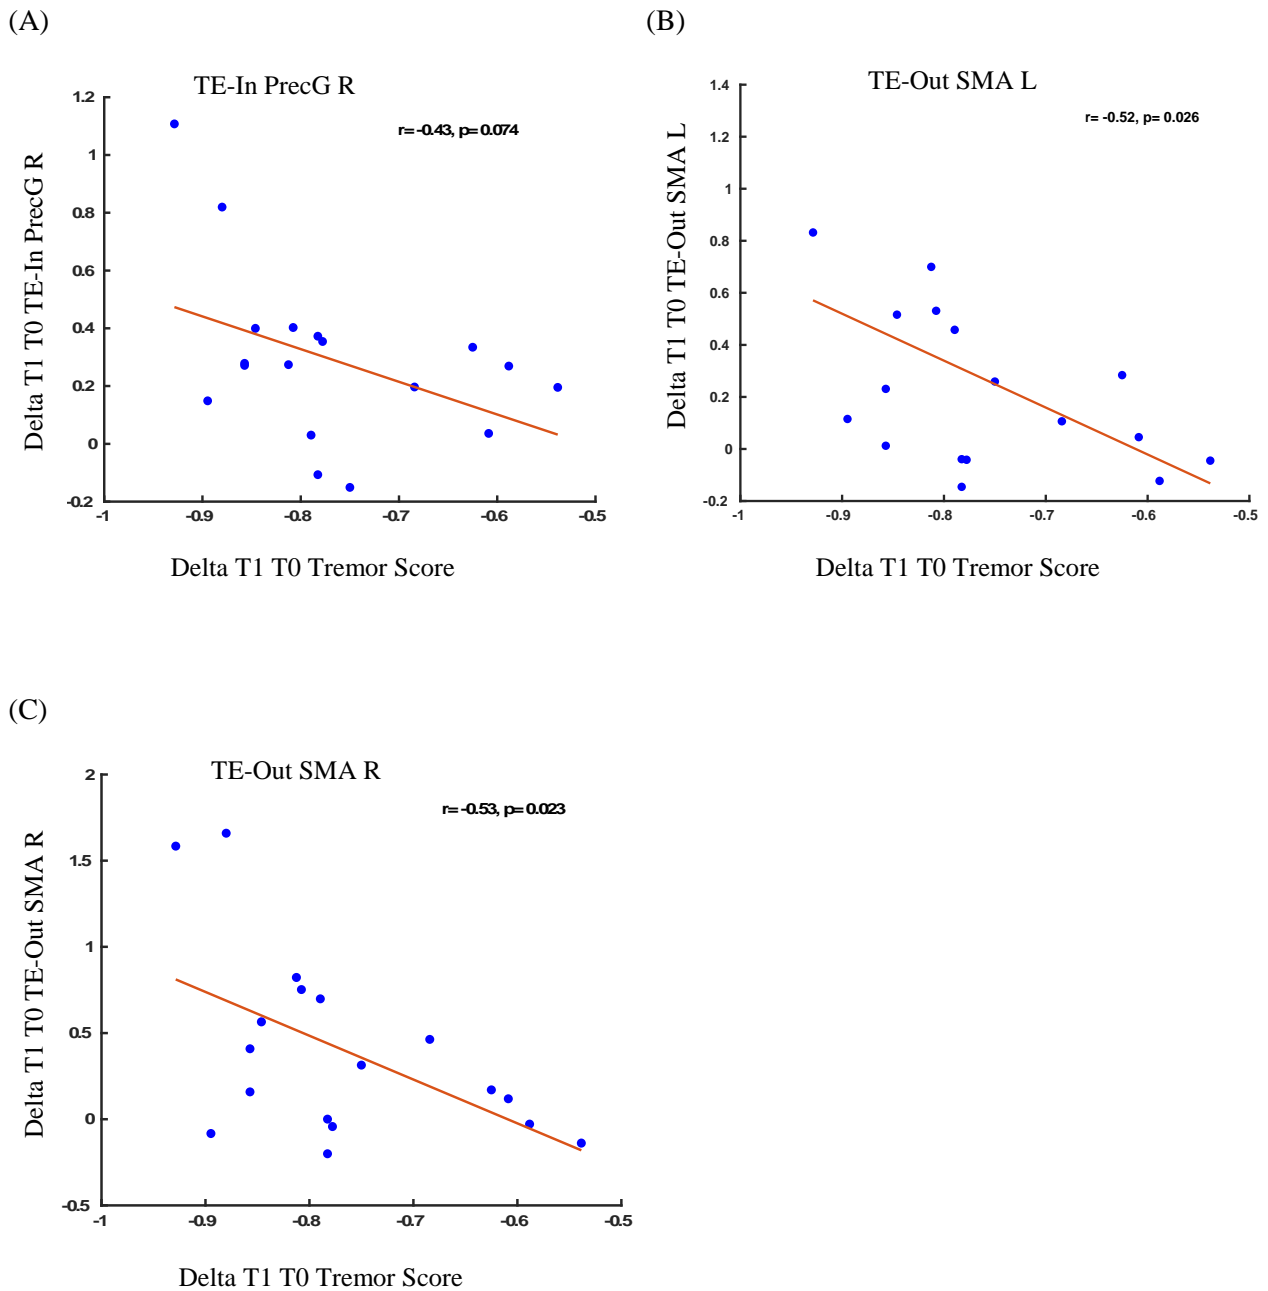 (A)
TE-In PrecG R
r= -0.43, p= 0.074
Delta T1 T0 TE-In PrecG R
1.2
1
0.8
0.6
0.4
0.2
0
-0.2
-1 -0.9 -0.8 -0.7 -0.6 -0.5
Delta T1 T0 Tremor Score
(B)
TE-Out SMA L
r= -0.52, p= 0.026
Delta T1 T0 TE-Out SMA L
1.4
1.2
1
0.8
0.6
0.4
0.2
0
-0.2
-1 -0.9 -0.8 -0.7 -0.6 -0.5
Delta T1 T0 Tremor Score
(C)
TE-Out SMA R
r= -0.53, p= 0.023
Delta T1 T0 TE-Out SMA R
2
1.5
1
0.5
0
-0.5
-1 -0.9 -0.8 -0.7 -0.6 -0.5
Delta T1 T0 Tremor Score